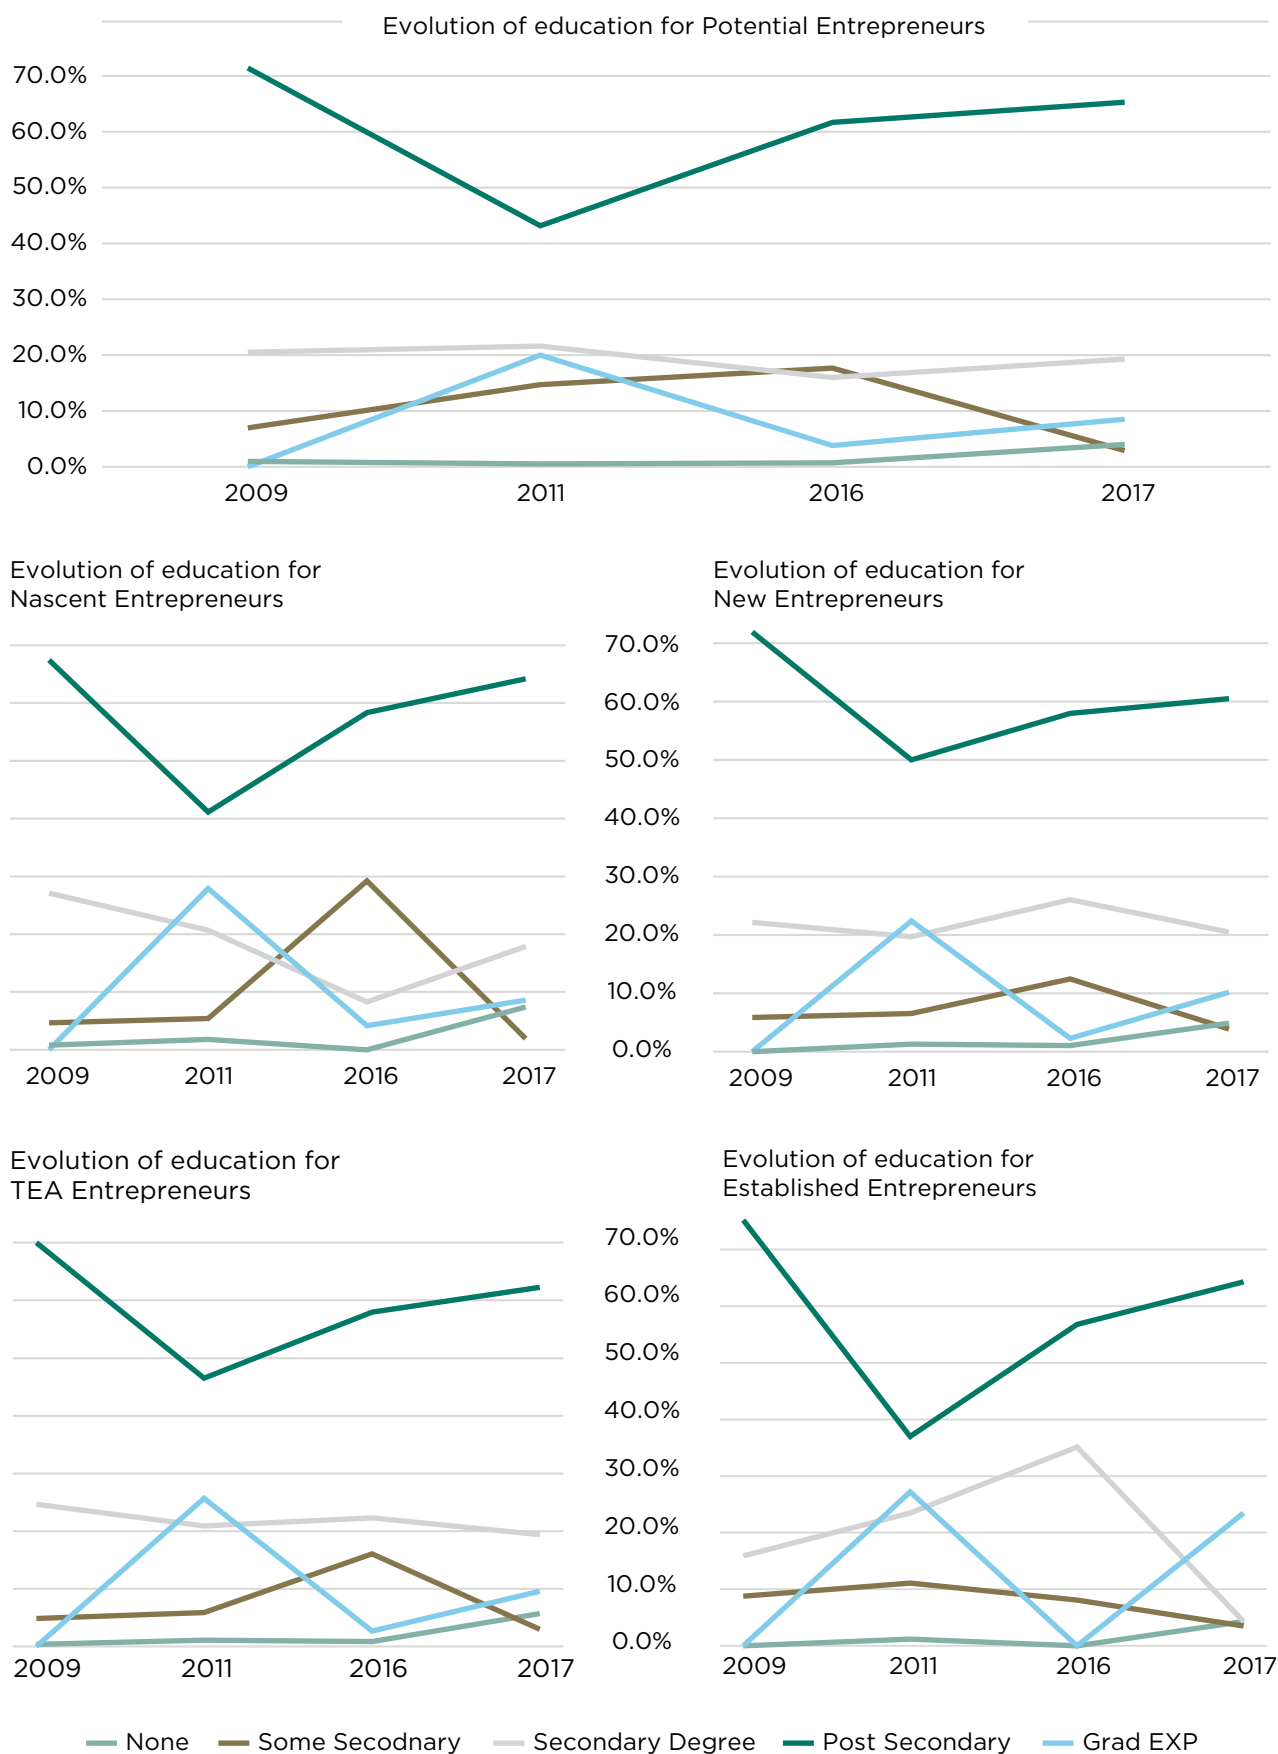 Evolution of education for Potential Entrepreneurs
70.0%
60.0%
50.0%
40.0%
30.0%
20.0%
10.0%
0.0%
2009 2011 2016 2017
Evolution of education for
Nascent Entrepreneurs
Evolution of education for
New Entrepreneurs
70.0%
60.0%
50.0%
40.0%
30.0%
20.0%
10.0%
0.0%
2009 2011 2016 2017
2009 2011 2016 2017
Evolution of education for
TEA Entrepreneurs
Evolution of education for
Established Entrepreneurs
70.0%
60.0%
50.0%
40.0%
30.0%
20.0%
10.0%
0.0%
2009 2011 2016 2017
2009 2011 2016 2017
None Some Secodnary Secondary Degree Post Secondary Grad EXP